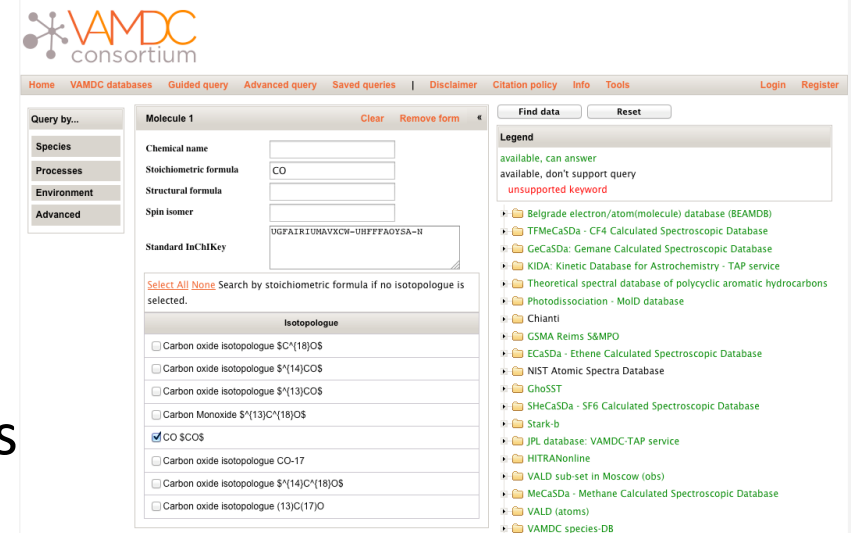 VAMDC
consortium
Home VAMDC databases Guided query Advanced query Saved queries | Disclaimer Citation policy Info Tools Login Register
Query by...
Species
Processes
Environment
Advanced
s
Molecule 1 Clear Remove form «
Chemical name
Stoichiometric formula CO
Structural formula
Spin isomer
Standard InChIKey UGFAIRIUMAVXCW-UHFFFAOYSA-N
Select All None Search by stoichiometric formula if no isotopologue is
selected.
Isotopologue
Carbon oxide isotopologue $C^{18}O$
Carbon oxide isotopologue $^{14}CO$
Carbon oxide isotopologue $^{13}CO$
Carbon Monoxide $^{13}C^{18}O$
CO $CO$
Carbon oxide isotopologue CO-17
Carbon oxide isotopologue $^{14}C^{18}O$
Carbon oxide isotopologue (13)C(17)O
Find data Reset
Legend
available, can answer
available, don't support query
unsupported keyword
Belgrade electron/atom(molecule) database (BEAMDB)
TFMeCaSDa - CF4 Calculated Spectroscopic Database
GeCaSDa: Gemane Calculated Spectroscopic Database
KIDA: Kinetic Database for Astrochemistry - TAP service
Theoretical spectral database of polycyclic aromatic hydrocarbons
Photodissociation - MolD database
Chianti
GSMA Reims S&MPO
ECaSDa - Ethene Calculated Spectroscopic Database
NIST Atomic Spectra Database
GhoSST
SHeCaSDa - SF6 Calculated Spectroscopic Database
Stark-b
JPL database: VAMDC-TAP service
HITRANonline
VALD sub-set in Moscow (obs)
MeCaSDa - Methane Calculated Spectroscopic Database
VALD (atoms)
VAMDC species-DB